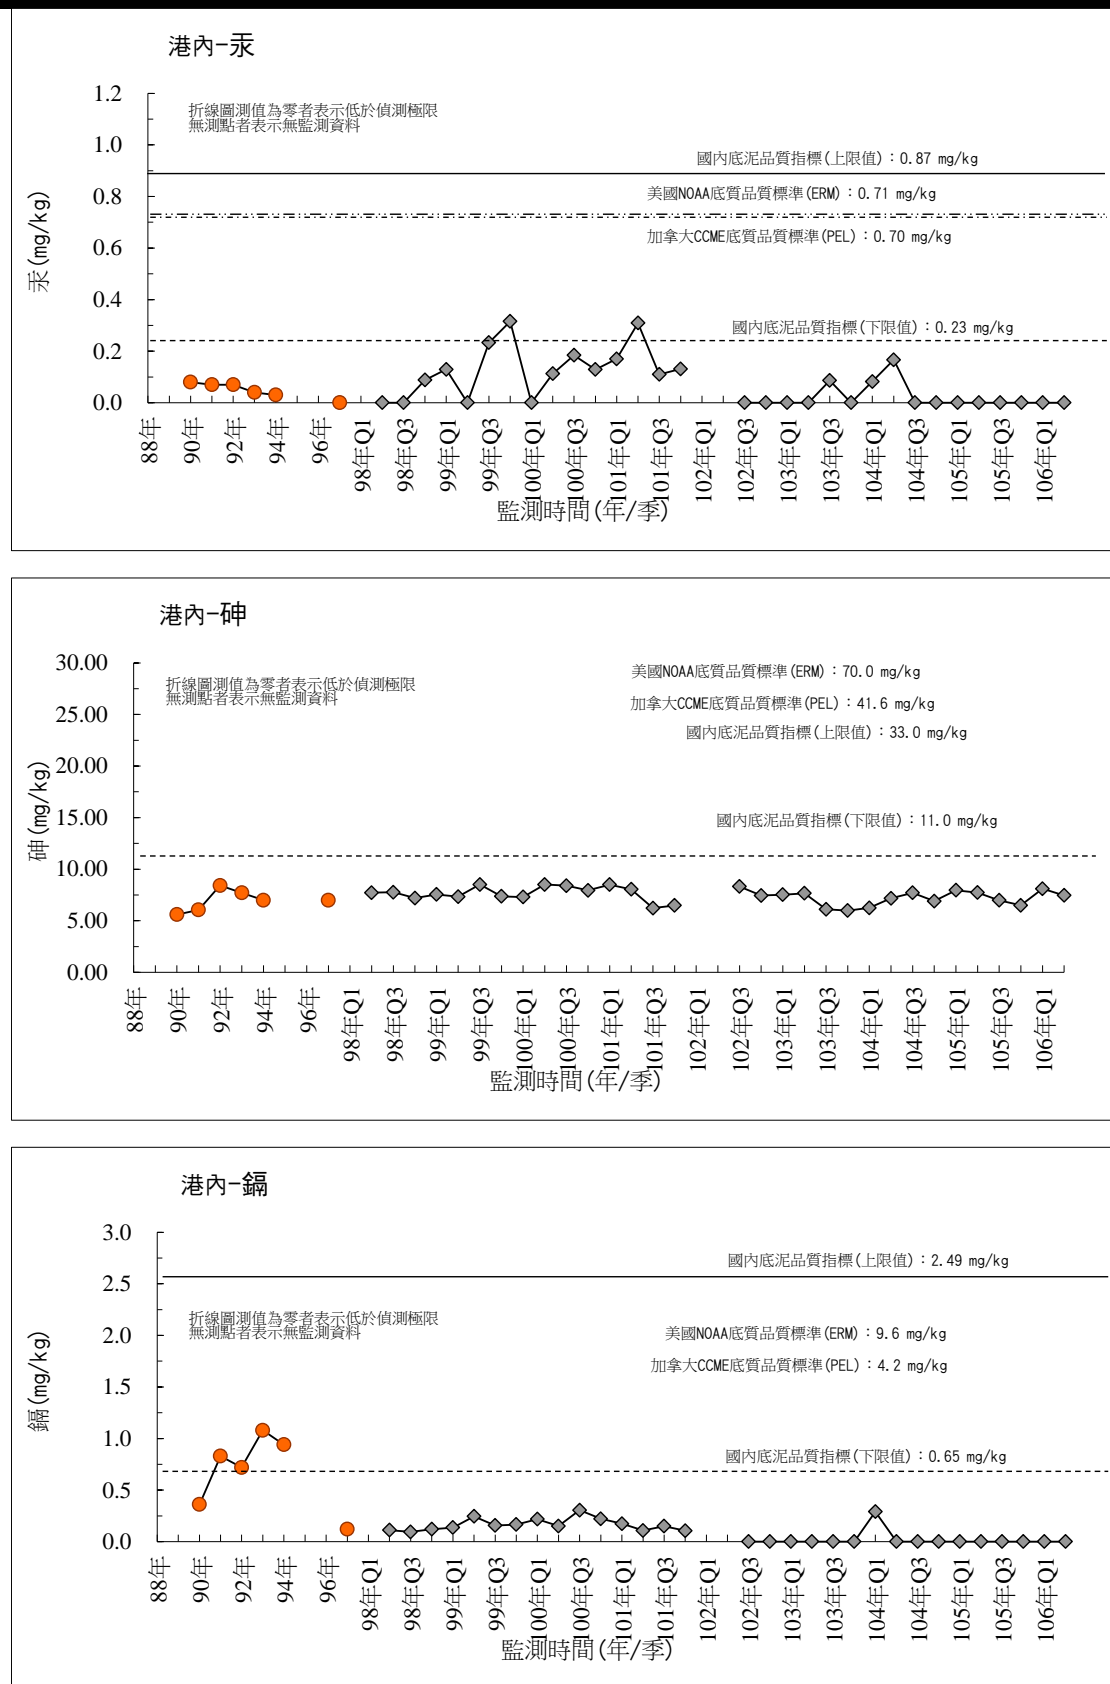 港內-汞
1.2
折線圖測值為零者表示低於偵測極限
無測點者表示無監測資料
1.0
國內底泥品質指標(上限值)：0.87 mg/kg
0.8
美國NOAA底質品質標準(ERM)：0.71 mg/kg
加拿大CCME底質品質標準(PEL)：0.70 mg/kg
0.6
汞(mg/kg)
0.4
國內底泥品質指標(下限值)：0.23 mg/kg
0.2
0.0
88年 90年 92年 94年 96年 98年Q1 98年Q3 99年Q1 99年Q3 100年Q1 100年Q3 101年Q1 101年Q3 102年Q1 102年Q3 103年Q1 103年Q3 104年Q1 104年Q3 105年Q1 105年Q3 106年Q1
監測時間(年/季)
港內-砷
30.00
美國NOAA底質品質標準(ERM)：70.0 mg/kg
折線圖測值為零者表示低於偵測極限
無測點者表示無監測資料
加拿大CCME底質品質標準(PEL)：41.6 mg/kg
25.00
國內底泥品質指標(上限值)：33.0 mg/kg
20.00
砷(mg/kg)
15.00
國內底泥品質指標(下限值)：11.0 mg/kg
10.00
5.00
0.00
88年 90年 92年 94年 96年 98年Q1 98年Q3 99年Q1 99年Q3 100年Q1 100年Q3 101年Q1 101年Q3 102年Q1 102年Q3 103年Q1 103年Q3 104年Q1 104年Q3 105年Q1 105年Q3 106年Q1
監測時間(年/季)
港內-鎘
3.0
國內底泥品質指標(上限值)：2.49 mg/kg
2.5
折線圖測值為零者表示低於偵測極限
無測點者表示無監測資料
美國NOAA底質品質標準(ERM)：9.6 mg/kg
2.0
加拿大CCME底質品質標準(PEL)：4.2 mg/kg
鎘(mg/kg)
1.5
1.0
國內底泥品質指標(下限值)：0.65 mg/kg
0.5
0.0
88年 90年 92年 94年 96年 98年Q1 98年Q3 99年Q1 99年Q3 100年Q1 100年Q3 101年Q1 101年Q3 102年Q1 102年Q3 103年Q1 103年Q3 104年Q1 104年Q3 105年Q1 105年Q3 106年Q1
監測時間(年/季)